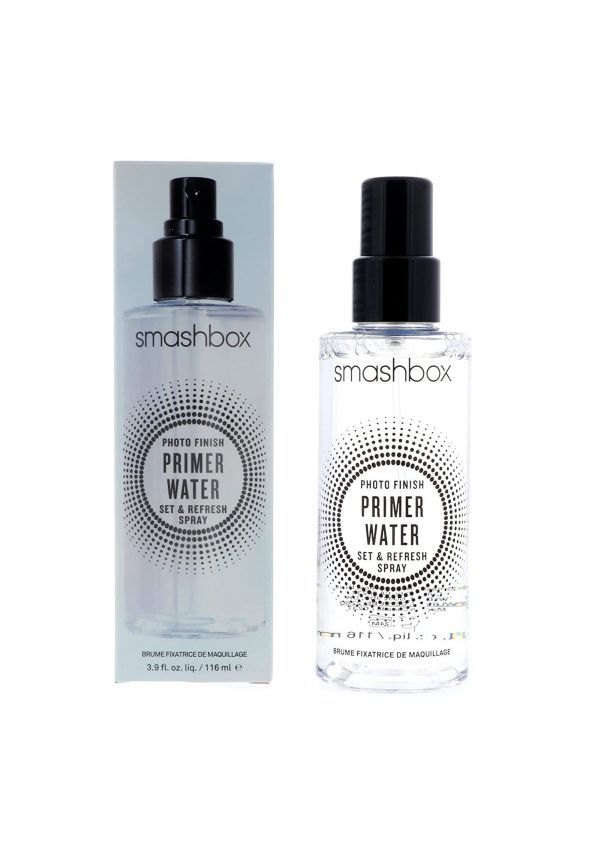 smashbox
PHOTO FINISH
PRIMER
WATER
SET & REFRESH
SPRAY
BRUME FIXATRICE DE MAQUILLAGE
3.9 fl. oz. liq. / 116 ml ℮
smashbox
PHOTO FINISH
PRIMER
WATER
SET & REFRESH
SPRAY
BRUME FIXATRICE DE MAQUILLAGE